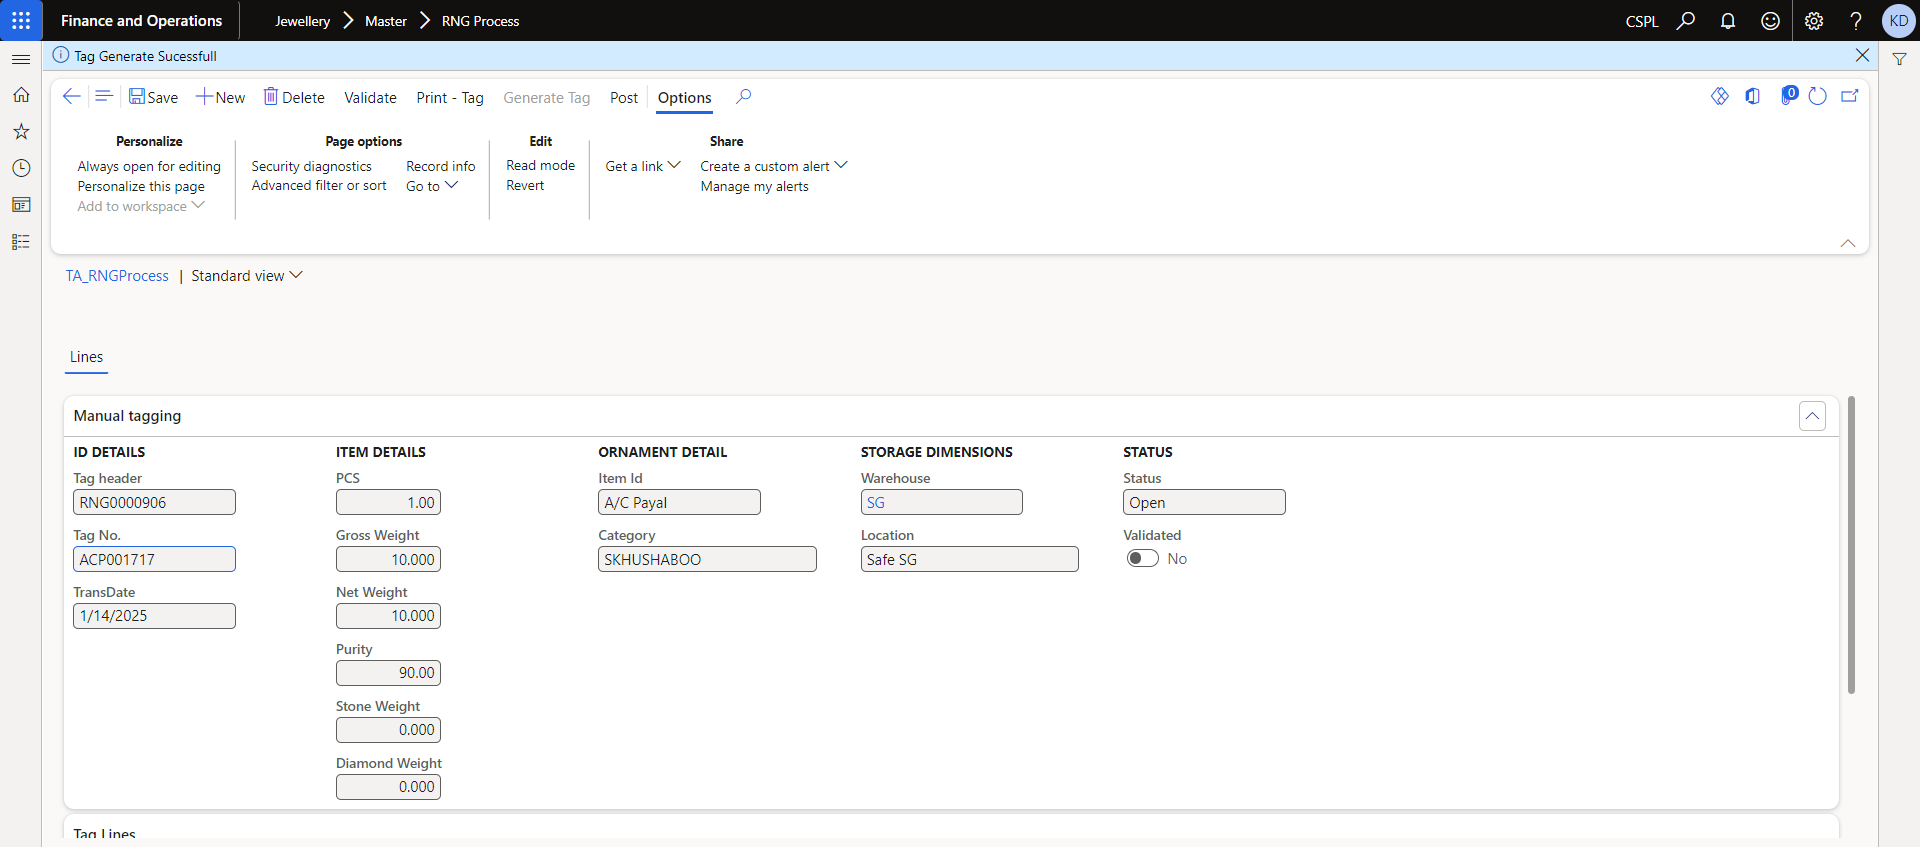 Finance and Operations
Jewellery > Master > RNG Process
CSPL
KD
Tag Generate Sucessfull
Save New Delete Validate Print - Tag Generate Tag Post Options
0
Personalize
Always open for editing
Personalize this page
Add to workspace
Page options
Security diagnostics
Advanced filter or sort
Record info
Go to
Edit
Read mode
Revert
Share
Get a link
Create a custom alert
Manage my alerts
TA_RNGProcess | Standard view
Lines
Manual tagging
ID DETAILS
Tag header
RNG0000906
Tag No.
ACP001717
TransDate
1/14/2025
ITEM DETAILS
PCS
1.00
Gross Weight
10.000
Net Weight
10.000
Purity
90.00
Stone Weight
0.000
Diamond Weight
0.000
ORNAMENT DETAIL
Item Id
A/C Payal
Category
SKHUSHABOO
STORAGE DIMENSIONS
Warehouse
SG
Location
Safe SG
STATUS
Status
Open
Validated
No
Tag Lines